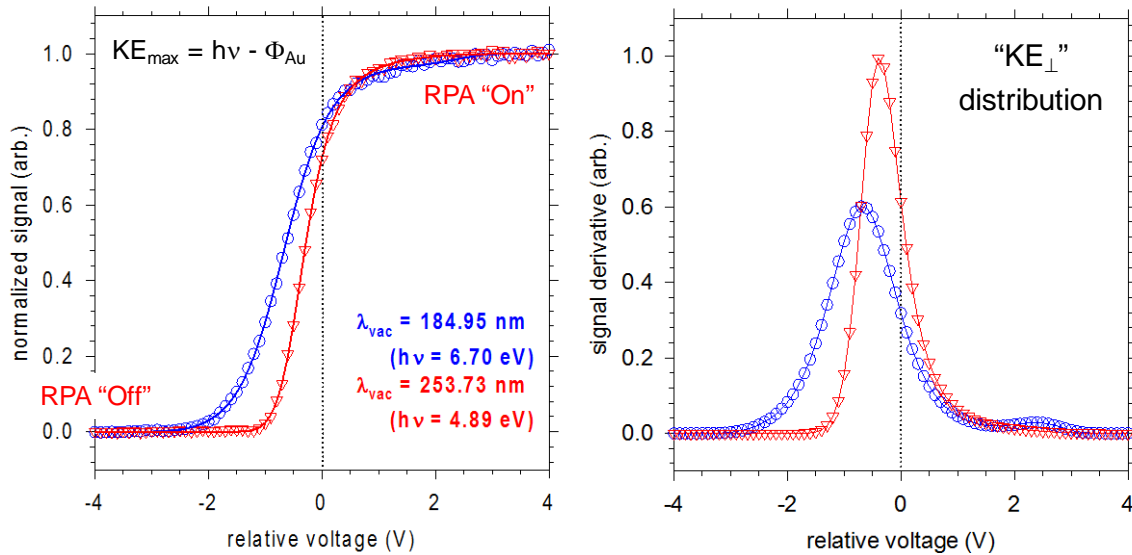 KEmax = hν - ΦAu
RPA “On”
1.0
0.8
0.6
0.4
0.2
0.0
normalized signal (arb.)
λvac = 184.95 nm
(hν = 6.70 eV)
λvac = 253.73 nm
(hν = 4.89 eV)
RPA “Off”
-4 -2 0 2 4
relative voltage (V)
“KE⊥”
distribution
1.0
0.8
0.6
0.4
0.2
0.0
signal derivative (arb.)
-4 -2 0 2 4
relative voltage (V)